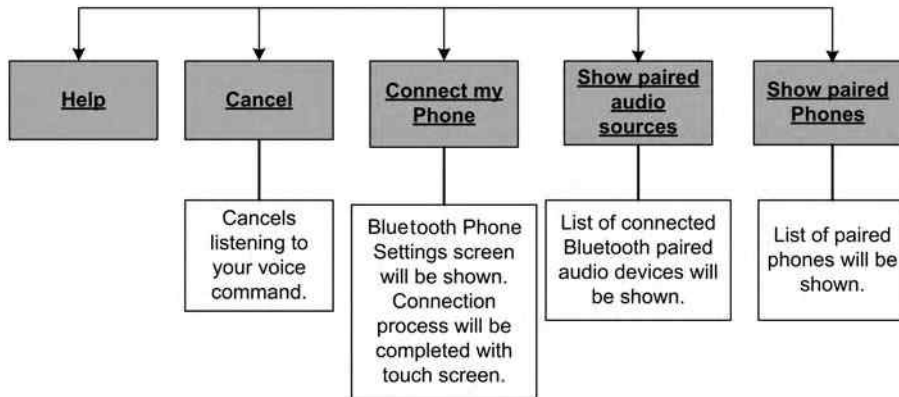 Help
Cancel
Connect my
Phone
Show paired
audio
sources
Show paired
Phones
Cancels
listening to
your voice
command.
Bluetooth Phone
Settings screen
will be shown.
Connection
process will be
completed with
touch screen.
List of connected
Bluetooth paired
audio devices will
be shown.
List of paired
phones will be
shown.